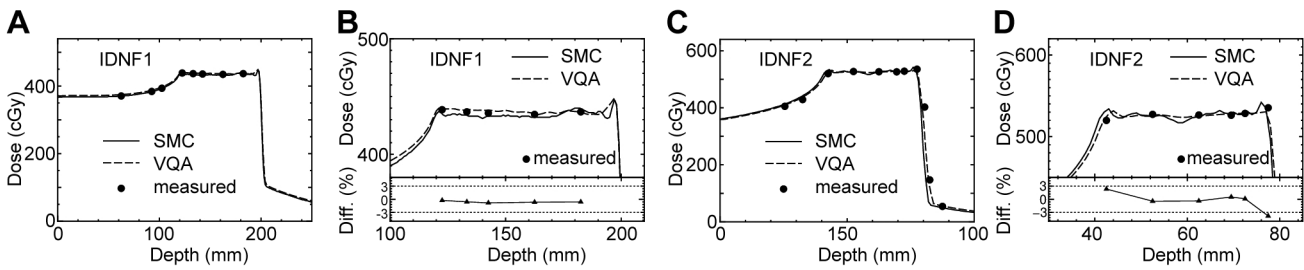 A
IDNF1
Dose (cGy)
400
200
0
SMC
VQA
measured
0
100
200
Depth (mm)
B
IDNF1
SMC
VQA
Dose (cGy)
500
400
measured
Diff. (%)
3
0
−3
100
150
200
Depth (mm)
C
IDNF2
Dose (cGy)
600
400
200
0
SMC
VQA
measured
0
150
100
Depth (mm)
D
IDNF2
SMC
VQA
Dose (cGy)
600
500
measured
Diff. (%)
3
0
−3
40
60
80
Depth (mm)